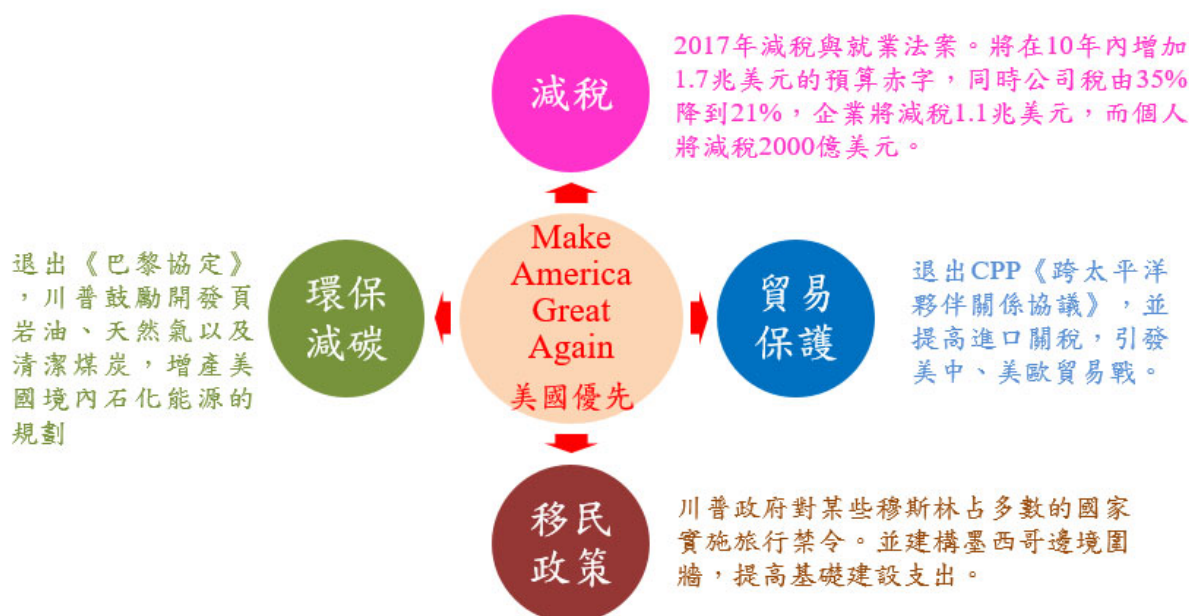 減稅
2017年減稅與就業法案。將在10年內增加
1.7兆美元的預算赤字，同時公司稅由35%
降到21%，企業將減稅1.1兆美元，而個人
將減稅2000億美元。
退出《巴黎協定》
，川普鼓勵開發頁
岩油、天然氣以及
清潔煤炭，增產美
國境內石化能源的
規劃
環保
減碳
Make
America
Great
Again
美國優先
貿易
保護
退出CPP《跨太平洋
夥伴關係協議》，並
提高進口關稅，引發
美中、美歐貿易戰。
移民
政策
川普政府對某些穆斯林占多數的國家
實施旅行禁令。並建構墨西哥邊境圍
牆，提高基礎建設支出。